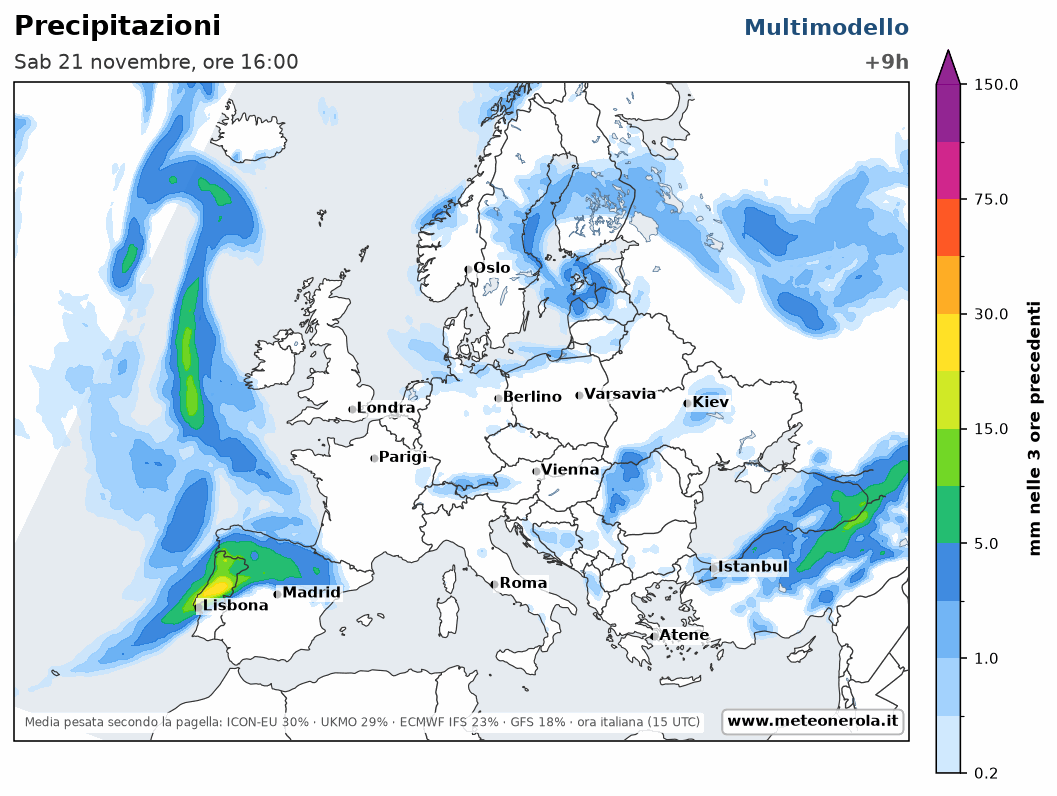 Precipitazioni
Multimodello
Sab 21 novembre, ore 16:00
+9h
150.0
75.0
30.0
15.0
5.0
1.0
0.2
mm nelle 3 ore precedenti
Oslo
Londra
Berlino
Varsavia
Kiev
Parigi
Vienna
Istanbul
Roma
Madrid
Lisbona
Atene
Media pesata secondo la pagella: ICON-EU 30% · UKMO 29% · ECMWF IFS 23% · GFS 18% · ora italiana (15 UTC)
www.meteonerola.it